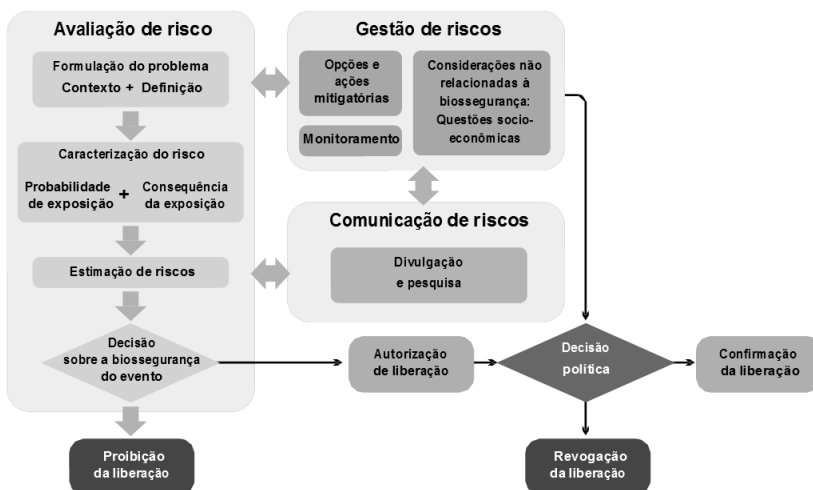 Avaliação de risco
Formulação do problema
Contexto + Definição
Caracterização do risco
Probabilidade de exposição + Consequência da exposição
Estimação de riscos
Decisão
sobre a biossegurança
do evento
Proibição
da liberação
Gestão de riscos
Opções e
ações
mitigatórias
Monitoramento
Considerações não
relacionadas à
biossegurança:
Questões socio-
econômicas
Comunicação de riscos
Divulgação
e pesquisa
Autorização
de liberação
Decisão
política
Confirmação
da liberação
Revogação
da liberação